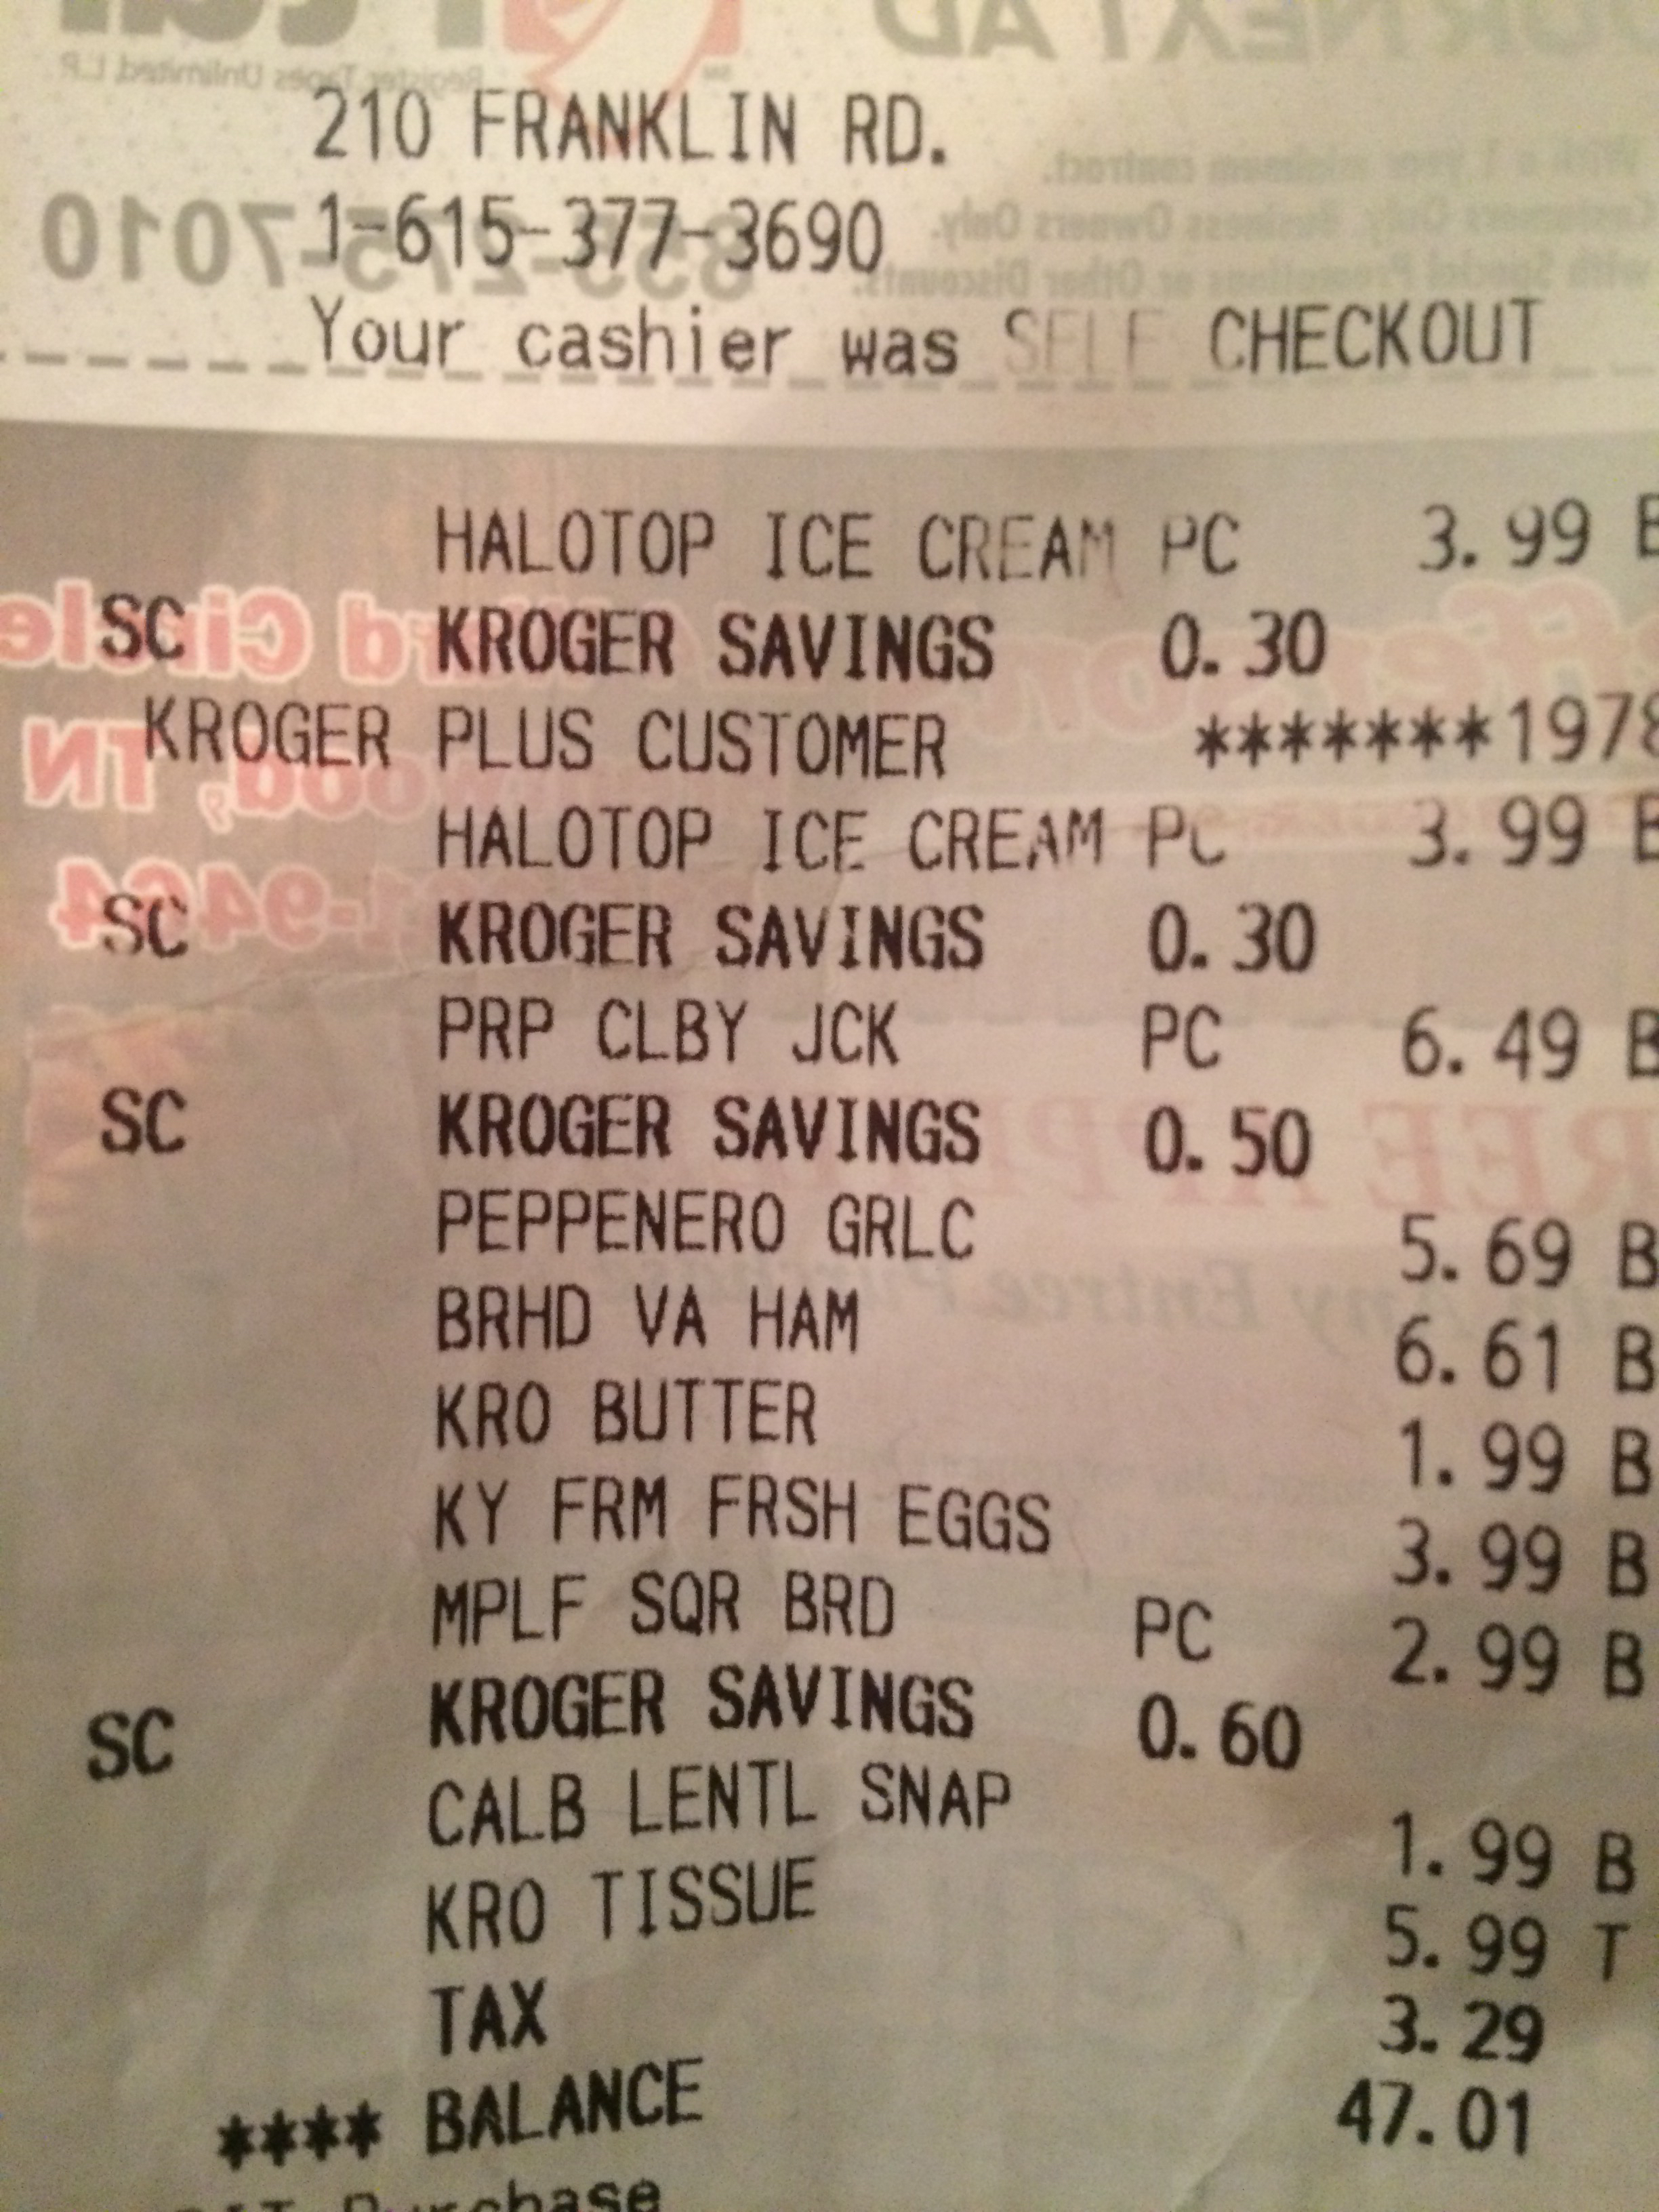 210 FRANKLIN RD.
1-615-377-3690
Your cashier was SELF CHECKOUT
HALOTOP ICE CREAM PC 3.99 B
SC KROGER SAVINGS 0.30
KROGER PLUS CUSTOMER *******1978
HALOTOP ICE CREAM PC 3.99 B
SC KROGER SAVINGS 0.30
PRP CLBY JCK PC 6.49 B
SC KROGER SAVINGS 0.50
PEPPENERO GRLC 5.69 B
BRHD VA HAM 6.61 B
KRO BUTTER 1.99 B
KY FRM FRSH EGGS 3.99 B
MPLF SQR BRD PC 2.99 B
SC KROGER SAVINGS 0.60
CALB LENTL SNAP 1.99 B
KRO TISSUE 5.99 T
TAX 3.29
**** BALANCE 47.01
Purchase